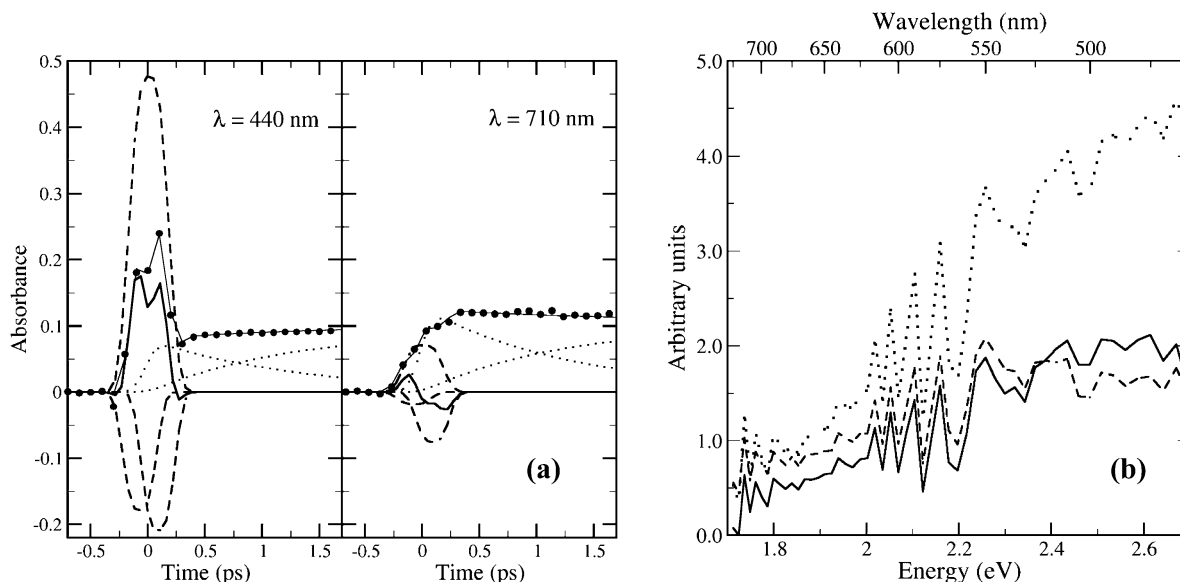 Wavelength (nm)
700 650 600 550 500
0.5 0.4 0.3 0.2 0.1 0 -0.1 -0.2
Absorbance
λ = 440 nm
λ = 710 nm
(a)
-0.5 0 0.5 1 1.5
-0.5 0 0.5 1 1.5
Time (ps)
Time (ps)
5.0 4.0 3.0 2.0 1.0 0.0
Arbitrary units
(b)
1.8 2 2.2 2.4 2.6
Energy (eV)